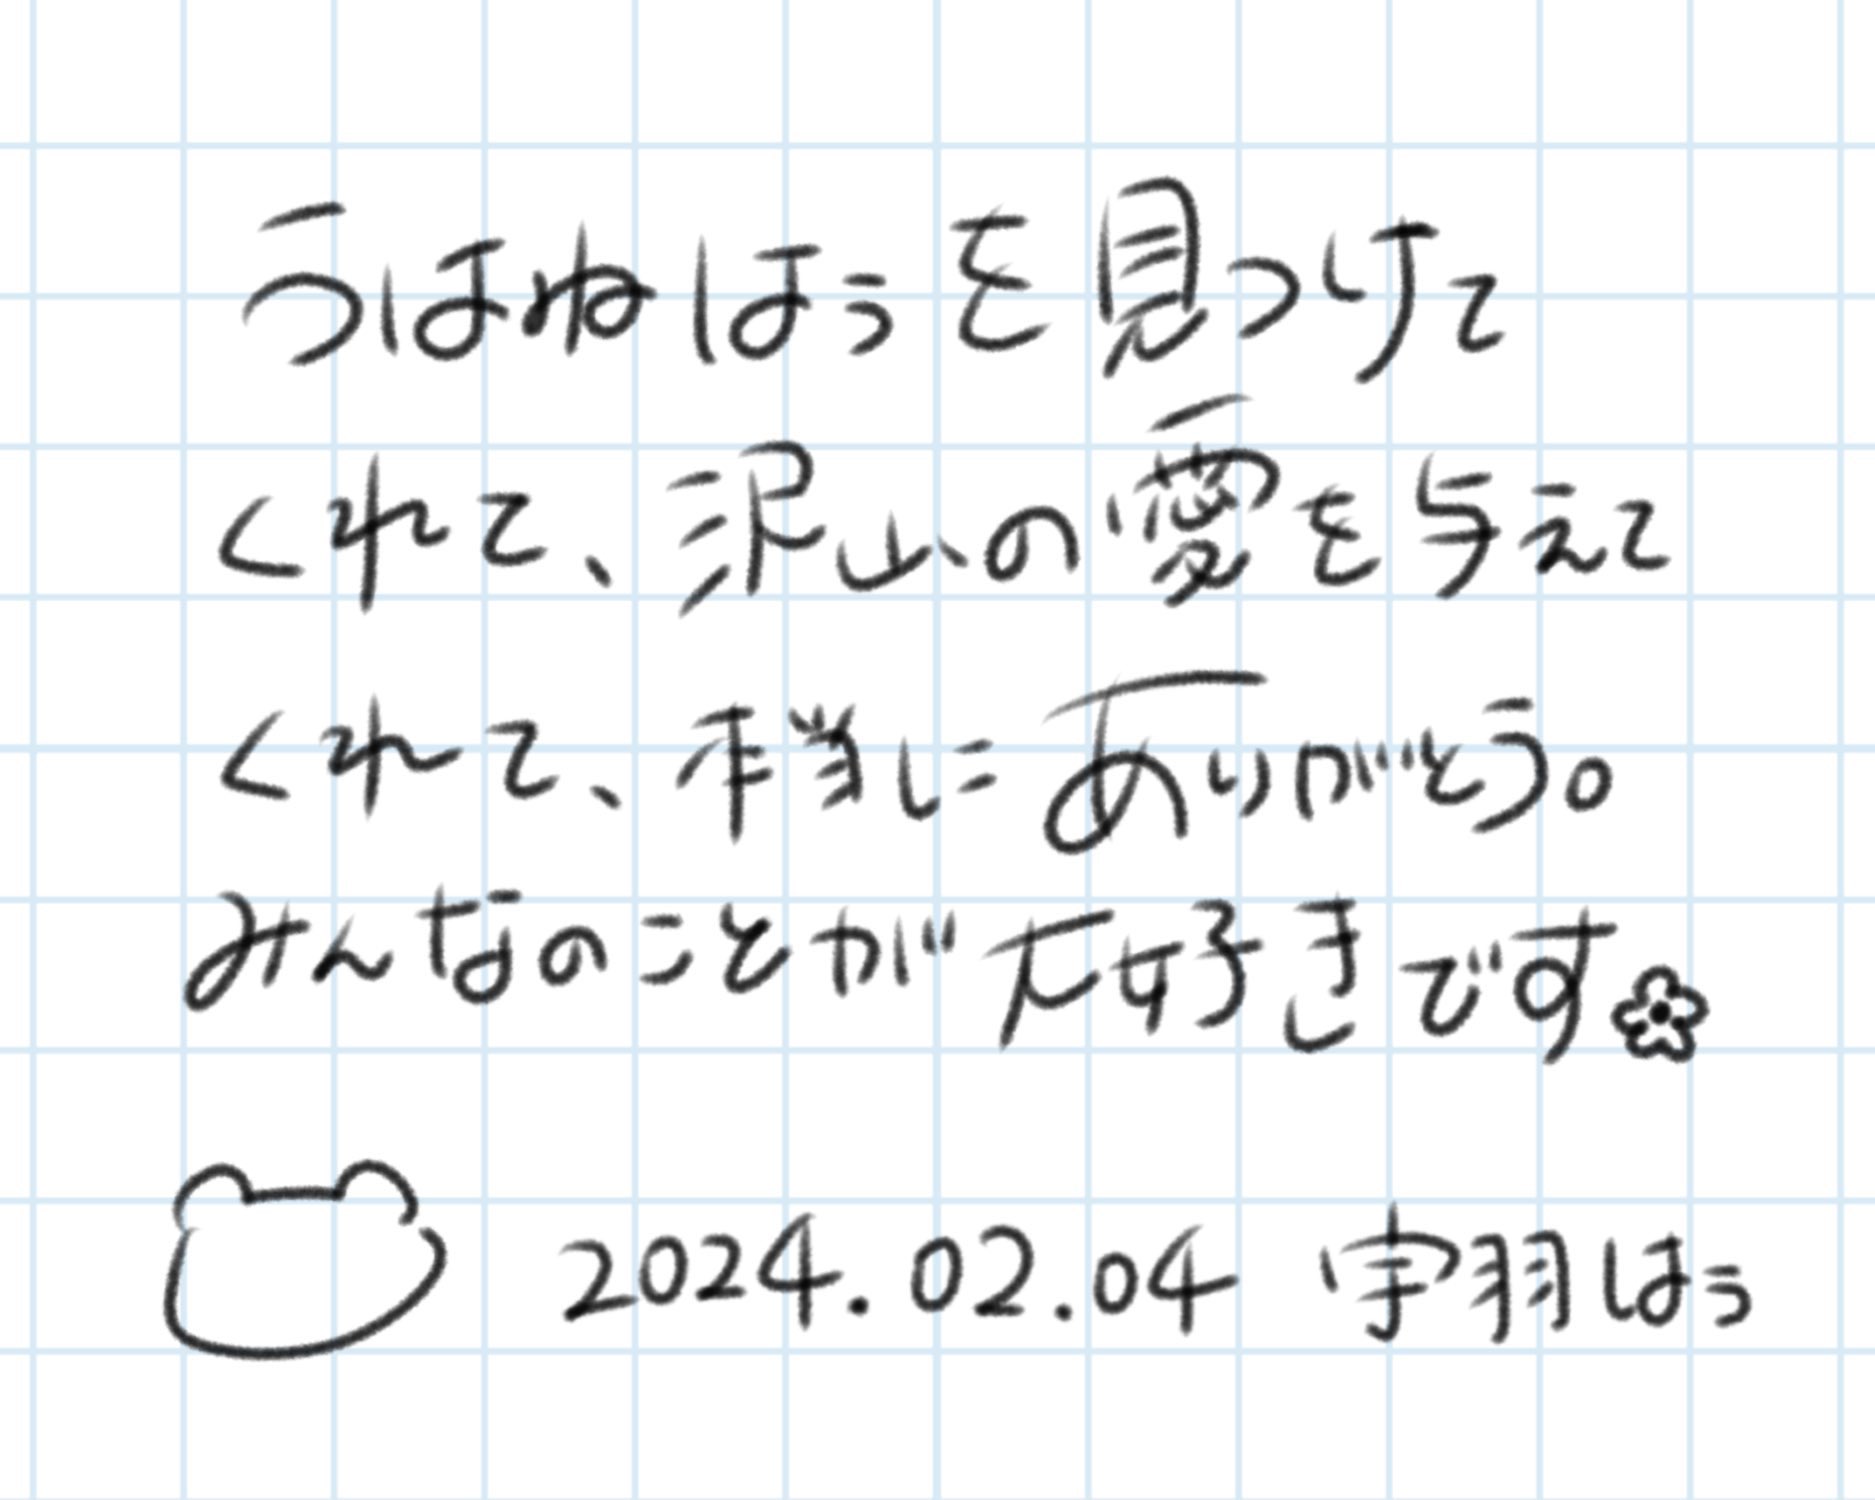 うはねはぅを見つけて
くれて、沢山の愛を与えて
くれて、本当にありがとう。
みんなのことが大好きです
2024.02.04 宇羽はぅ